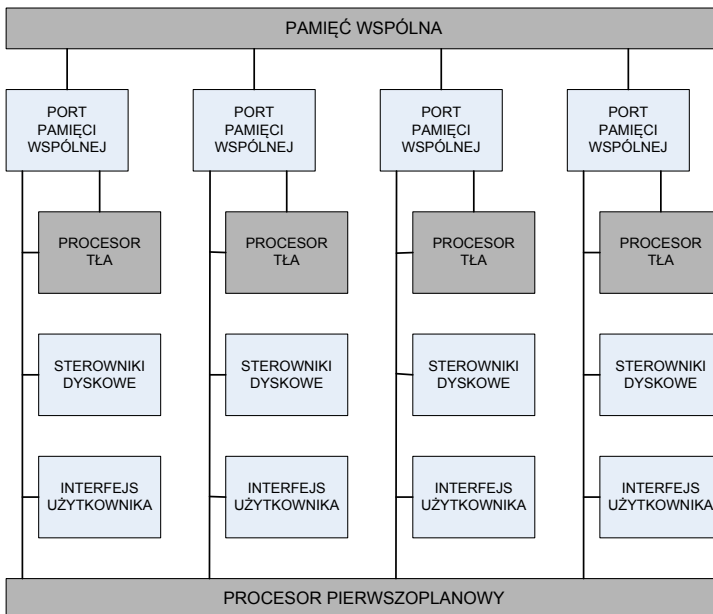 PAMIĘĆ WSPÓLNA
PORT
PAMIĘCI
WSPÓLNEJ
PORT
PAMIĘCI
WSPÓLNEJ
PORT
PAMIĘCI
WSPÓLNEJ
PORT
PAMIĘCI
WSPÓLNEJ
PROCESOR
TŁA
PROCESOR
TŁA
PROCESOR
TŁA
PROCESOR
TŁA
STEROWNIKI
DYSKOWE
STEROWNIKI
DYSKOWE
STEROWNIKI
DYSKOWE
STEROWNIKI
DYSKOWE
INTERFEJS
UŻYTKOWNIKA
INTERFEJS
UŻYTKOWNIKA
INTERFEJS
UŻYTKOWNIKA
INTERFEJS
UŻYTKOWNIKA
PROCESOR PIERWSZOPLANOWY